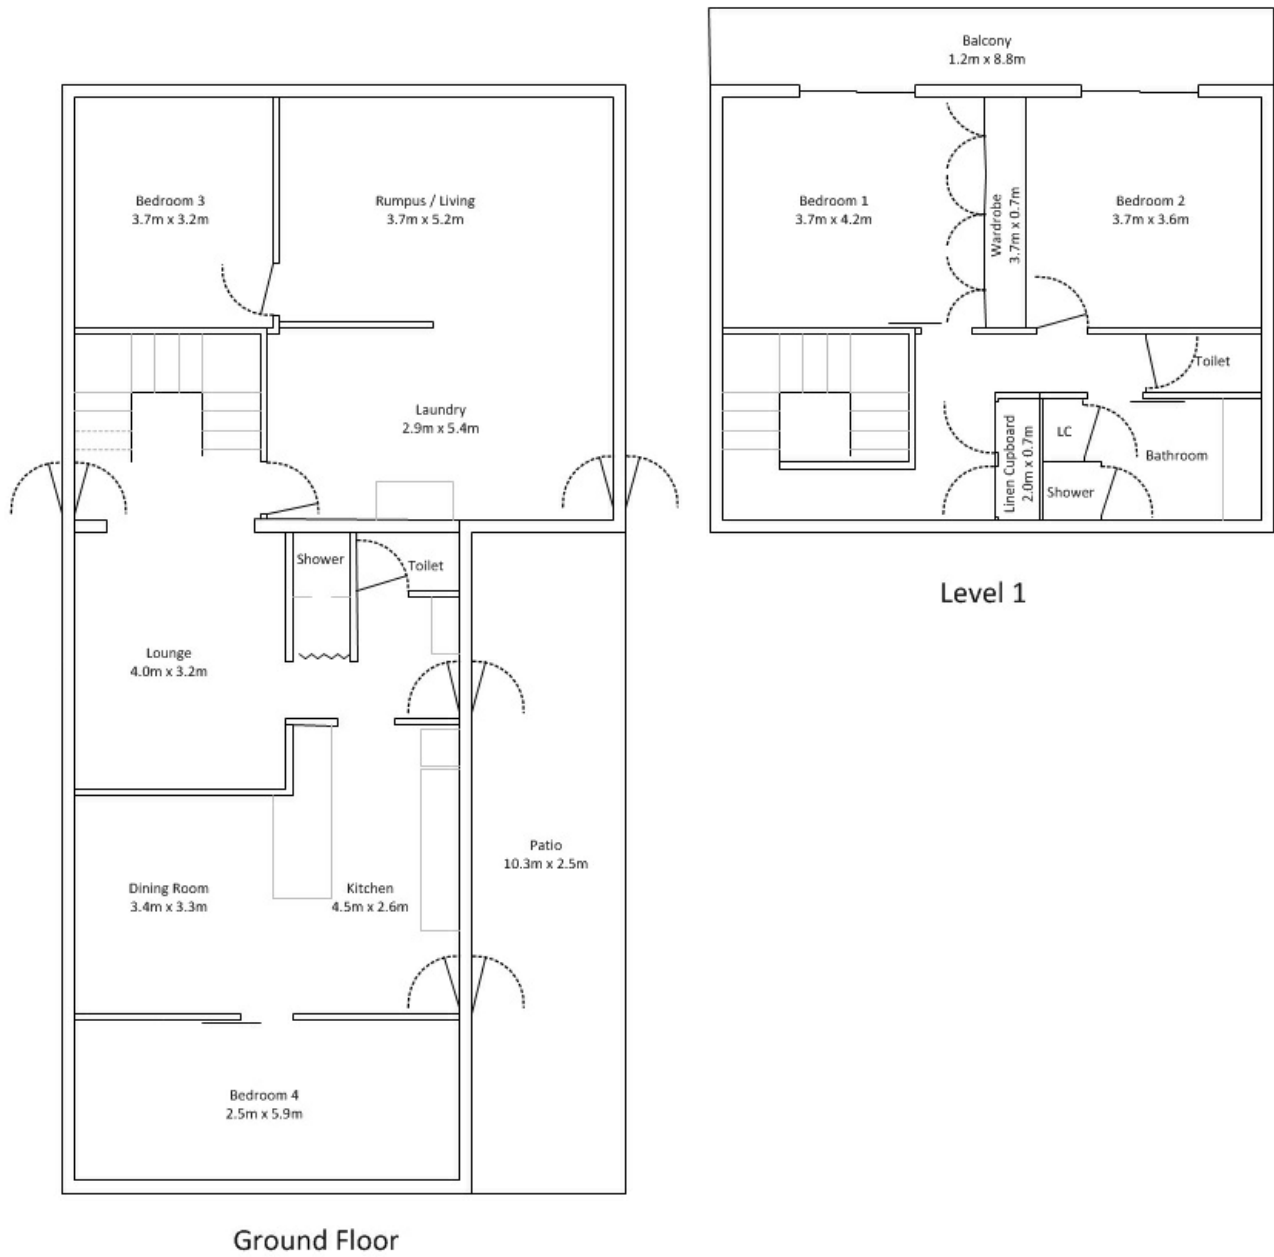 Balcony
1.2m x 8.8m
Bedroom 3
3.7m x 3.2m
Rumpus / Living
3.7m x 5.2m
Bedroom 1
3.7m x 4.2m
Wardrobe
3.7m x 0.7m
Bedroom 2
3.7m x 3.6m
Toilet
Laundry
2.9m x 5.4m
Linen Cupboard
2.0m x 0.7m
LC
Bathroom
Shower
Shower
Toilet
Level 1
Lounge
4.0m x 3.2m
Patio
10.3m x 2.5m
Dining Room
3.4m x 3.3m
Kitchen
4.5m x 2.6m
Bedroom 4
2.5m x 5.9m
Ground Floor